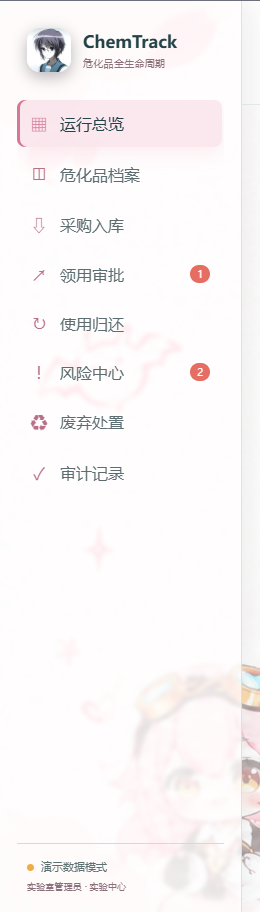 ChemTrack
危化品全生命周期
运行总览
危化品档案
采购入库
领用审批 1
使用归还
风险中心 2
废弃处置
审计记录
演示数据模式
实验室管理员 · 实验中心